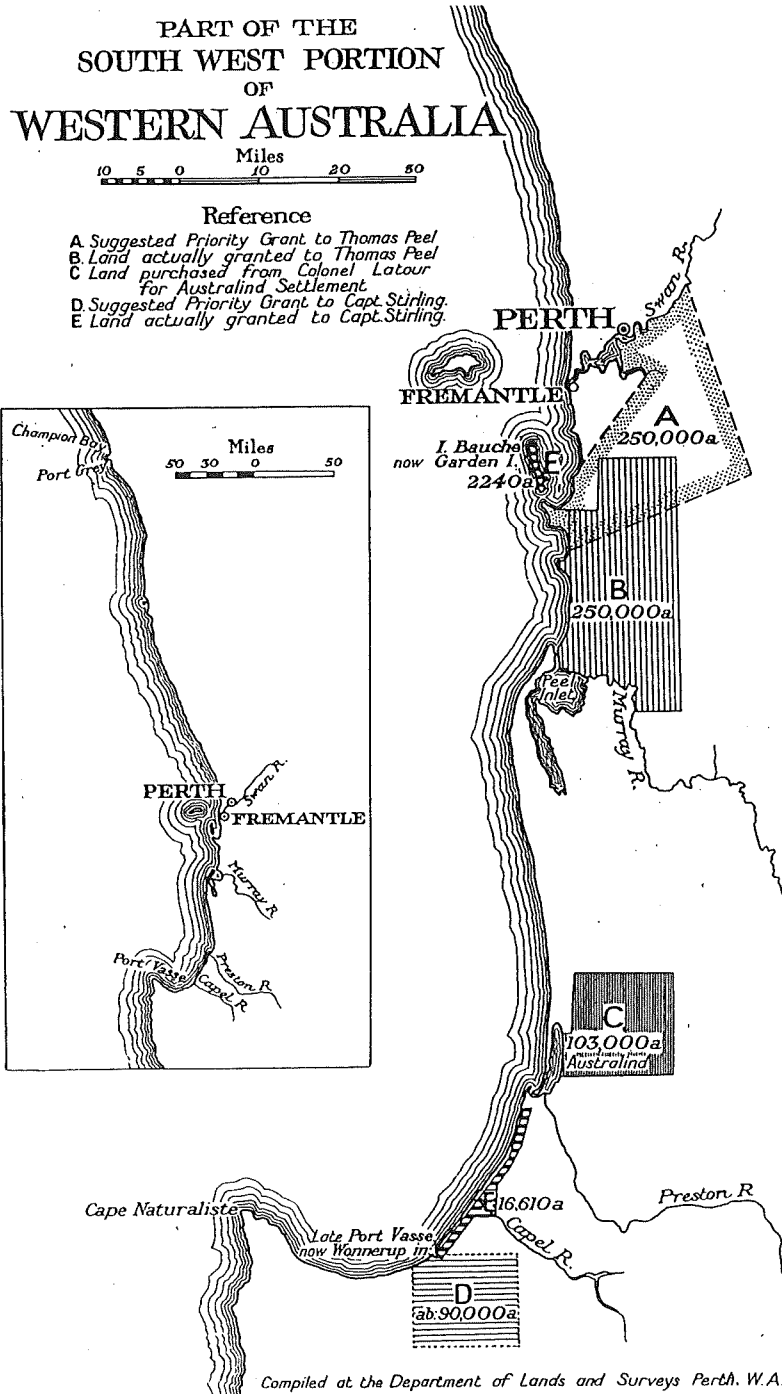 PART OF THE
SOUTH WEST PORTION
OF
WESTERN AUSTRALIA
Miles
10 5 0 10 20 30
Reference
A. Suggested Priority Grant to Thomas Peel
B. Land actually granted to Thomas Peel
C Land purchased from Colonel Latour
for Australind Settlement
D. Suggested Priority Grant to Capt. Stirling.
E Land actually granted to Capt. Stirling.
Swan R.
PERTH
FREMANTLE
A
250,000a
I. Bauche
now Garden I.
2240a
E
B
250,000a
Peel
Inlet
Murray R.
Champion Bay
Port Grey
Miles
50 30 0 50
PERTH
Swan R.
FREMANTLE
Murray R
Port Vasse
Preston R
Capel R.
C
103,000a
Australind
Cape Naturaliste
E 16,610a
Preston R
Late Port Vasse
now Wonnerup in.
Capel R.
D
ab: 90,000a
Compiled at the Department of Lands and Surveys Perth. W.A.